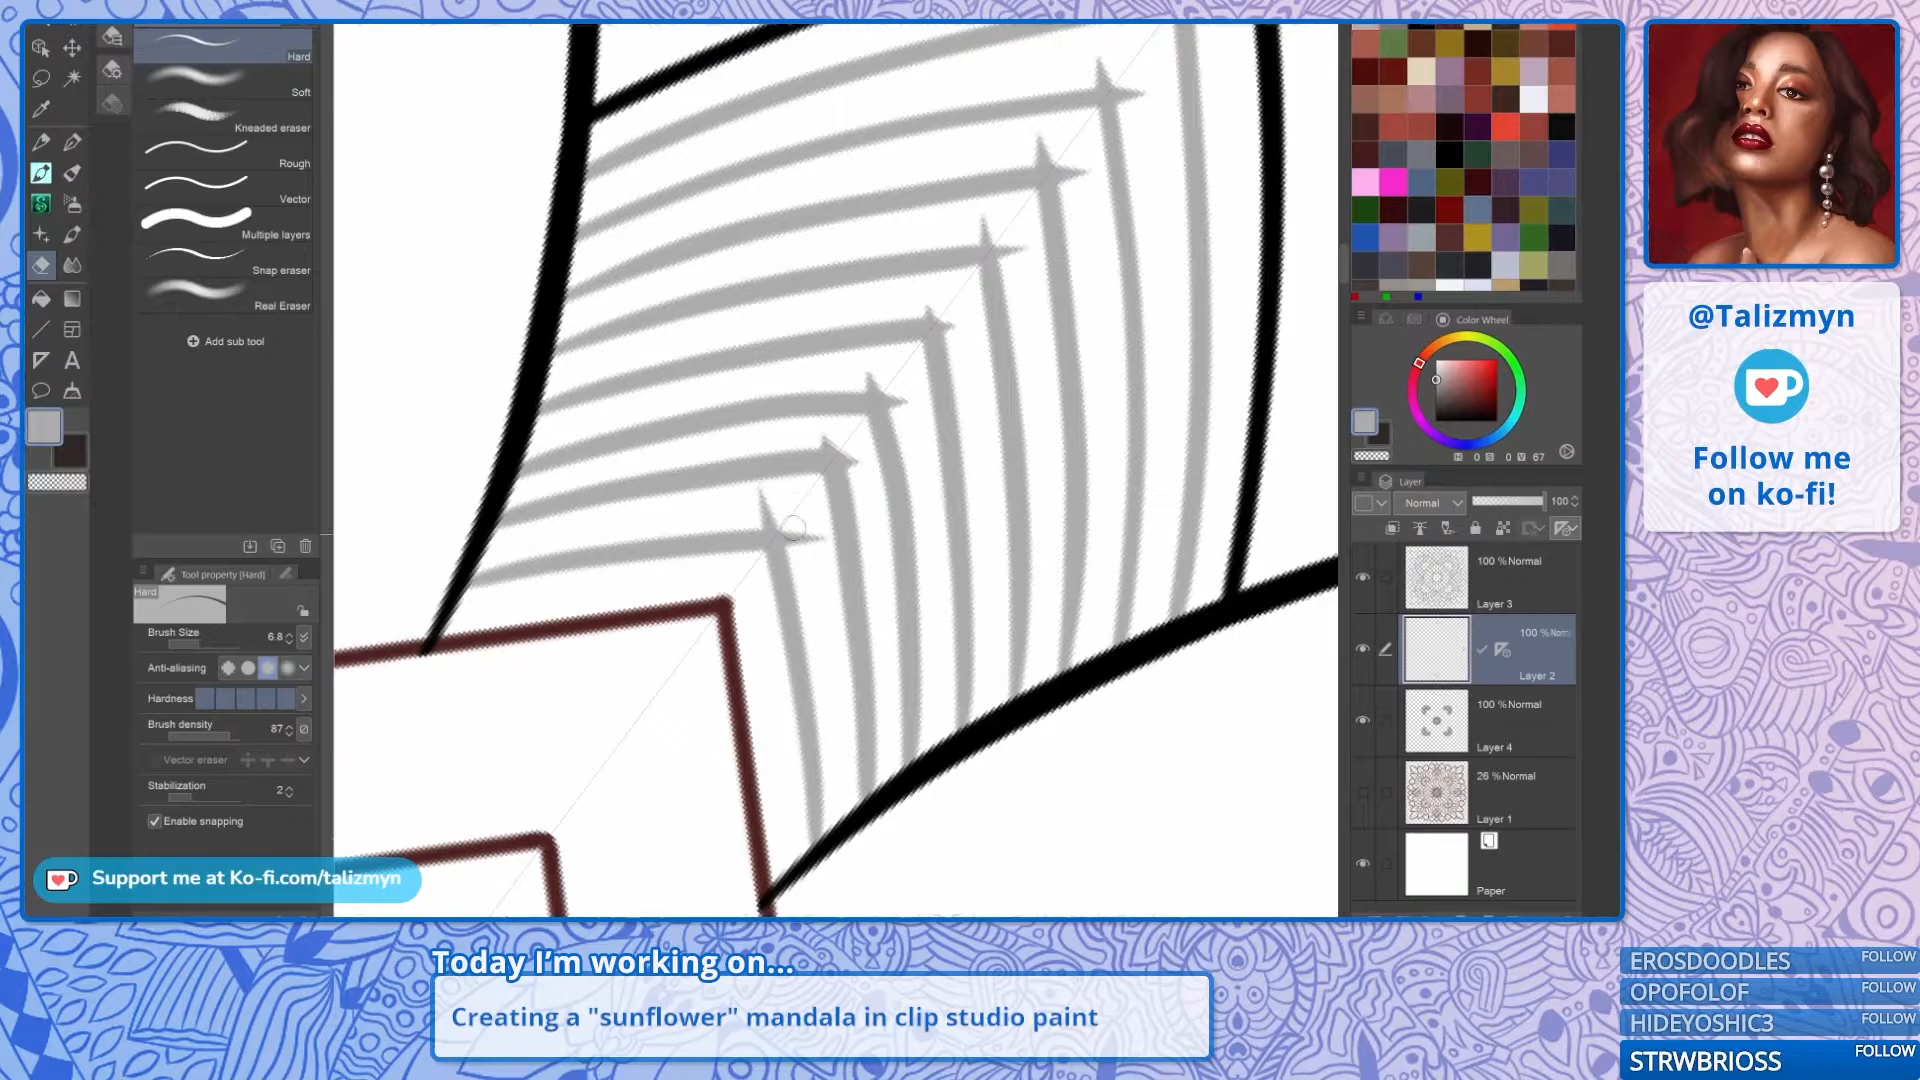 Hard
Soft
Kneaded eraser
Rough
Vector
Multiple layers
Snap eraser
Real Eraser
Add sub tool
Tool property [Hard]
Hard
Brush Size 6.8
Anti-aliasing
Hardness
Brush density 87
Vector eraser
Stabilization 2
Enable snapping
Support me at Ko-fi.com/talizmyn
Color Wheel
H 0 S 0 V 67
Layer
Normal 100
100 % Normal
Layer 3
100 % Norm
Layer 2
100 % Normal
Layer 4
26 % Normal
Layer 1
Paper
@Talizmyn
Follow me
on ko-fi!
Today I'm working on...
Creating a "sunflower" mandala in clip studio paint
EROSDOODLES FOLLOW
OPOFOLOF FOLLOW
HIDEYOSHIC3 FOLLOW
STRWBRIOSS FOLLOW